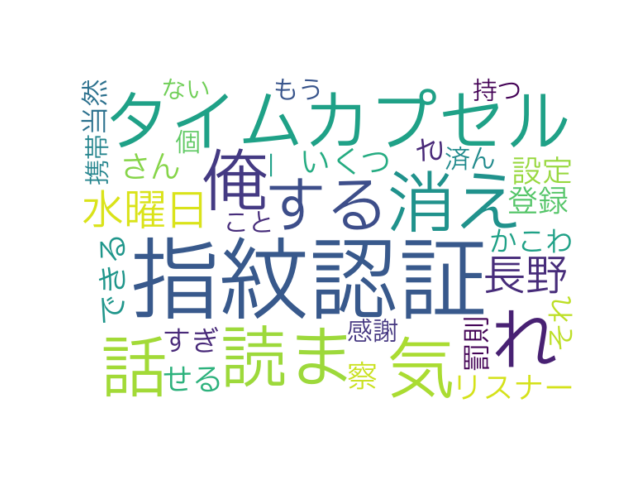 ない
もう
持つ
携帯
当然
タイムカプセル
個
さん
俺
いくつ
れ
済ん
設定
登録
水曜日
する
消え
こと
できる
かこわ
指紋認証
長野
れ
それ
話
すぎ
せる
読ま
感謝
察
気
罰則
リスナー